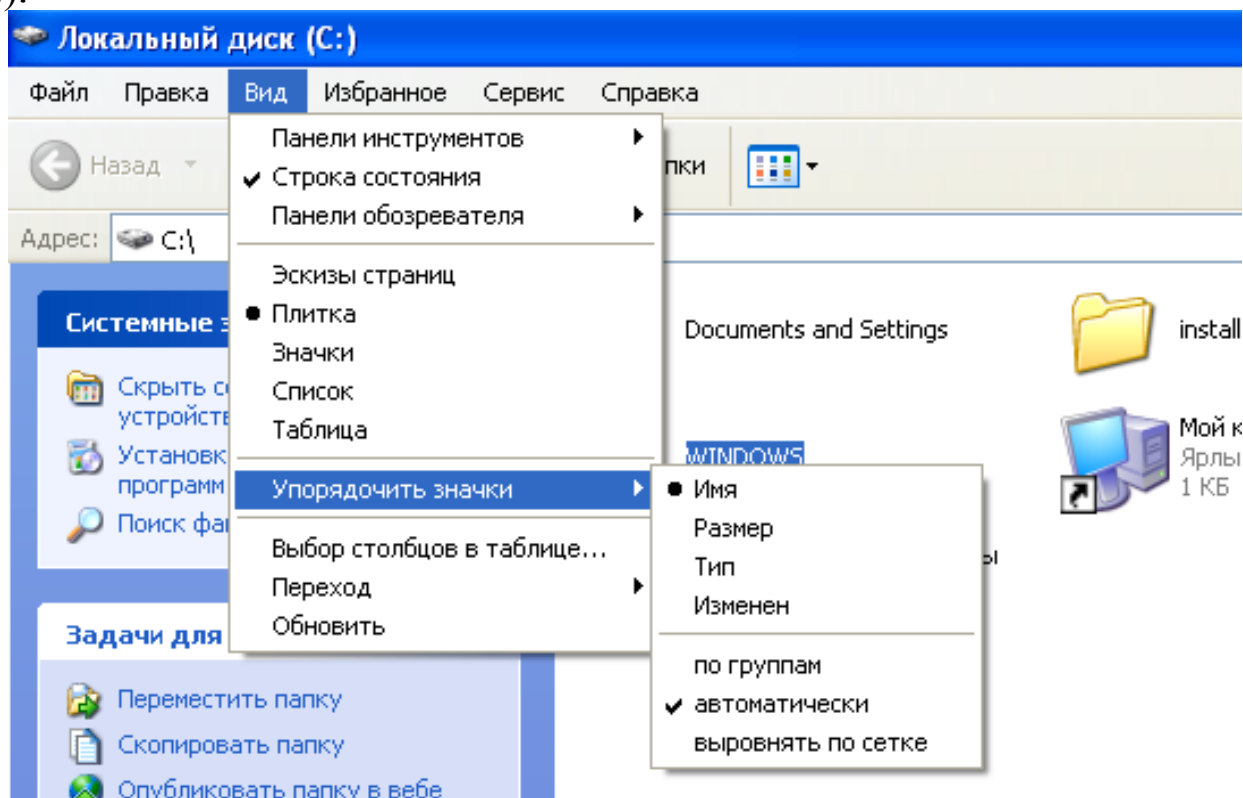 ).
Локальный диск (C:)
Файл Правка Вид Избранное Сервис Справка
Назад
пки
Адрес: C:\
Панели инструментов
Строка состояния
Панели обозревателя
Эскизы страниц
Плитка
Значки
Список
Таблица
Упорядочить значки
Выбор столбцов в таблице...
Переход
Обновить
Имя
Размер
Тип
Изменен
по группам
автоматически
выровнять по сетке
Системные
Скрыть
устройств
Установк
программ
Поиск
Задачи для
Переместить папку
Скопировать папку
Опубликовать папку в вебе
Documents and Settings
install
WINDOWS
Мой к
Ярлы
1 КБ
ы